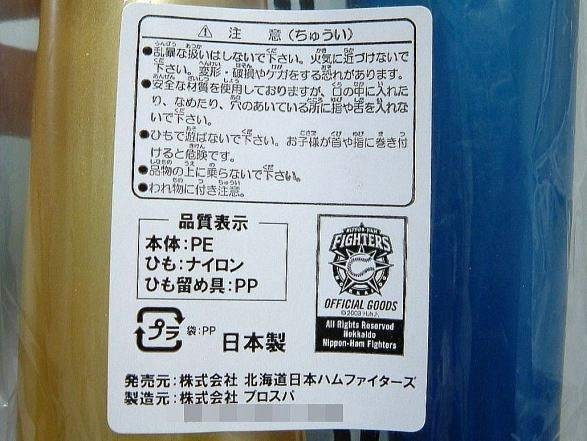 ⚠ 注 意 (ちゅうい)
●乱暴な扱いはしないで下さい。火気に近づけないで
下さい。変形・破損やケガをする恐れがあります。
●安全な材質を使用しておりますが、口の中に入れた
り、なめたり、穴のあいている所に指や舌を入れな
いで下さい。
●ひもで遊ばないで下さい。お子様が首や指に巻き付
けると危険です。
●品物の上に乗らないで下さい。
●われ物に付き注意。
品質表示
本体:PE
ひも:ナイロン
ひも留め具:PP
プラ 袋:PP
日本製
NIPPON-HAM
FIGHTERS
HOKKAIDO
OFFICIAL GOODS
All Rights Reserved
Hokkaido
Nippon-Ham Fighters
発売元:株式会社 北海道日本ハムファイターズ
製造元:株式会社 プロスパ